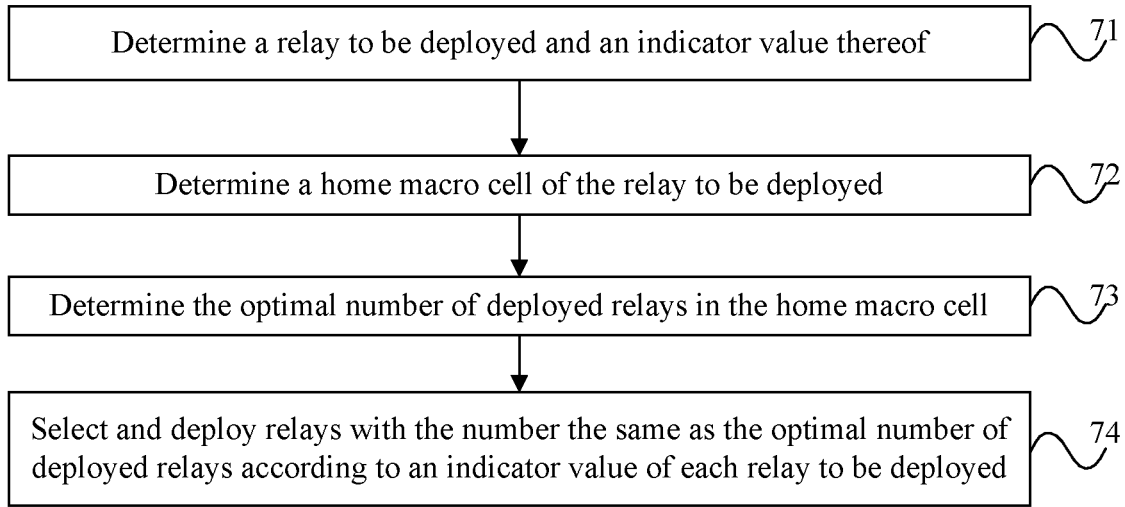 Determine a relay to be deployed and an indicator value thereof
71
Determine a home macro cell of the relay to be deployed
72
Determine the optimal number of deployed relays in the home macro cell
73
Select and deploy relays with the number the same as the optimal number of
deployed relays according to an indicator value of each relay to be deployed
74